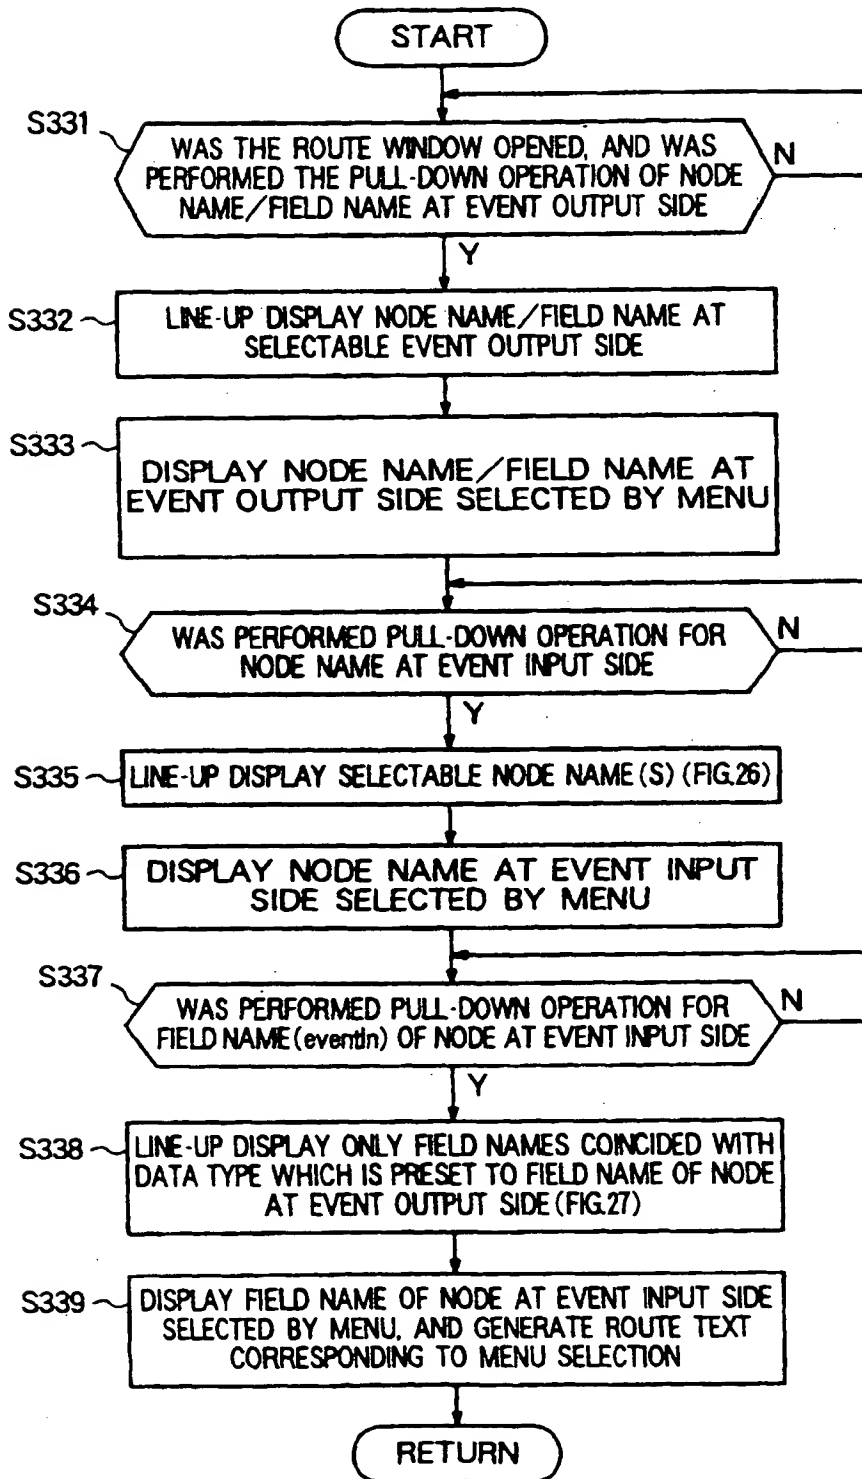 START
S331
WAS THE ROUTE WINDOW OPENED, AND WAS
PERFORMED THE PULL-DOWN OPERATION OF NODE
NAME/FIELD NAME AT EVENT OUTPUT SIDE
N
Y
S332
LINE-UP DISPLAY NODE NAME/FIELD NAME AT
SELECTABLE EVENT OUTPUT SIDE
S333
DISPLAY NODE NAME/FIELD NAME AT
EVENT OUTPUT SIDE SELECTED BY MENU
S334
WAS PERFORMED PULL-DOWN OPERATION FOR
NODE NAME AT EVENT INPUT SIDE
N
Y
S335
LINE-UP DISPLAY SELECTABLE NODE NAME(S) (FIG.26)
S336
DISPLAY NODE NAME AT EVENT INPUT
SIDE SELECTED BY MENU
S337
WAS PERFORMED PULL-DOWN OPERATION FOR
FIELD NAME(eventIn) OF NODE AT EVENT INPUT SIDE
N
Y
S338
LINE-UP DISPLAY ONLY FIELD NAMES COINCIDED WITH
DATA TYPE WHICH IS PRESET TO FIELD NAME OF NODE
AT EVENT OUTPUT SIDE(FIG.27)
S339
DISPLAY FIELD NAME OF NODE AT EVENT INPUT SIDE
SELECTED BY MENU, AND GENERATE ROUTE TEXT
CORRESPONDING TO MENU SELECTION
RETURN